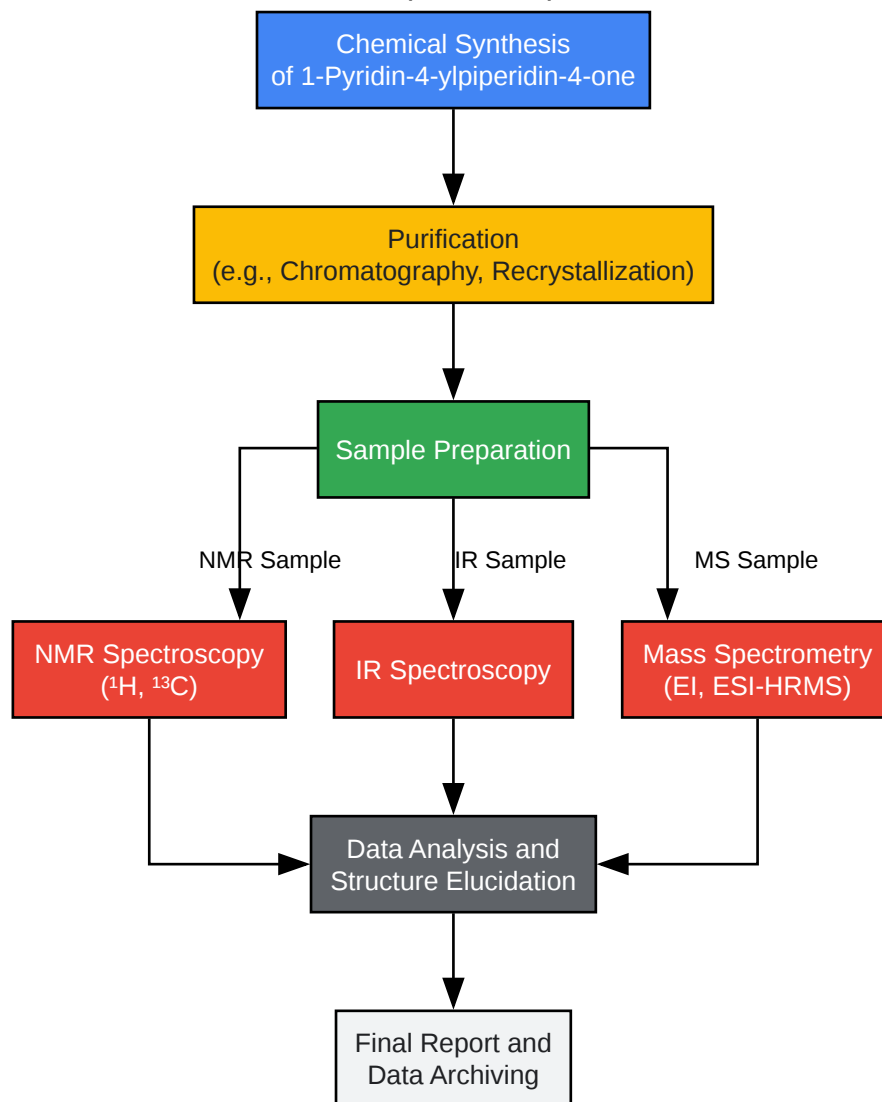 Chemical Synthesis
of 1-Pyridin-4-ylpiperidin-4-one
Purification
(e.g., Chromatography, Recrystallization)
Sample Preparation
NMR Sample
IR Sample
MS Sample
NMR Spectroscopy
(¹H, ¹³C)
IR Spectroscopy
Mass Spectrometry
(EI, ESI-HRMS)
Data Analysis and
Structure Elucidation
Final Report and
Data Archiving